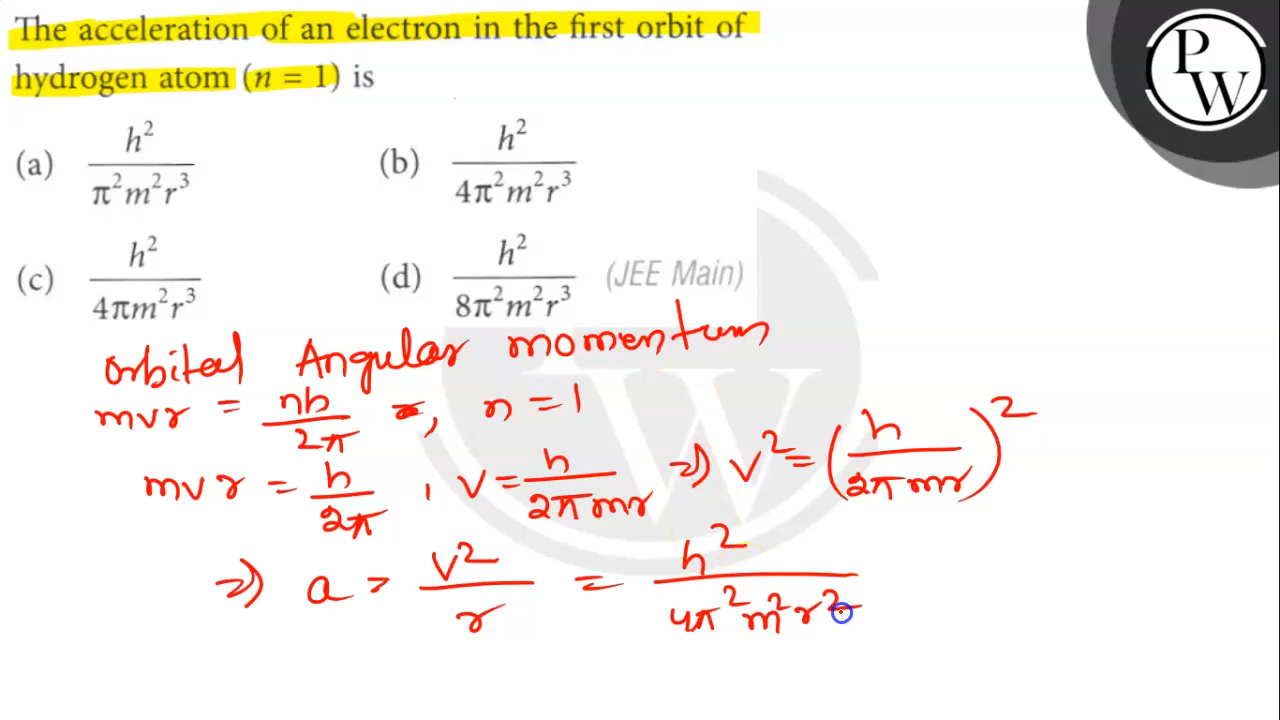 The acceleration of an electron in the first orbit of
hydrogen atom (n = 1) is
(a) h²/π²m²r³ (b) h²/4π²m²r³
(c) h²/4πm²r³ (d) h²/8π²m²r³ (JEE Main)
Orbital Angular momentum
mvr = nh/2π , n = 1
mvr = h/2π , v = h/2πmr ⇒ v² = (h/2πmr)²
⇒ a = v²/r = h²/4π²m²r²
P
W
W